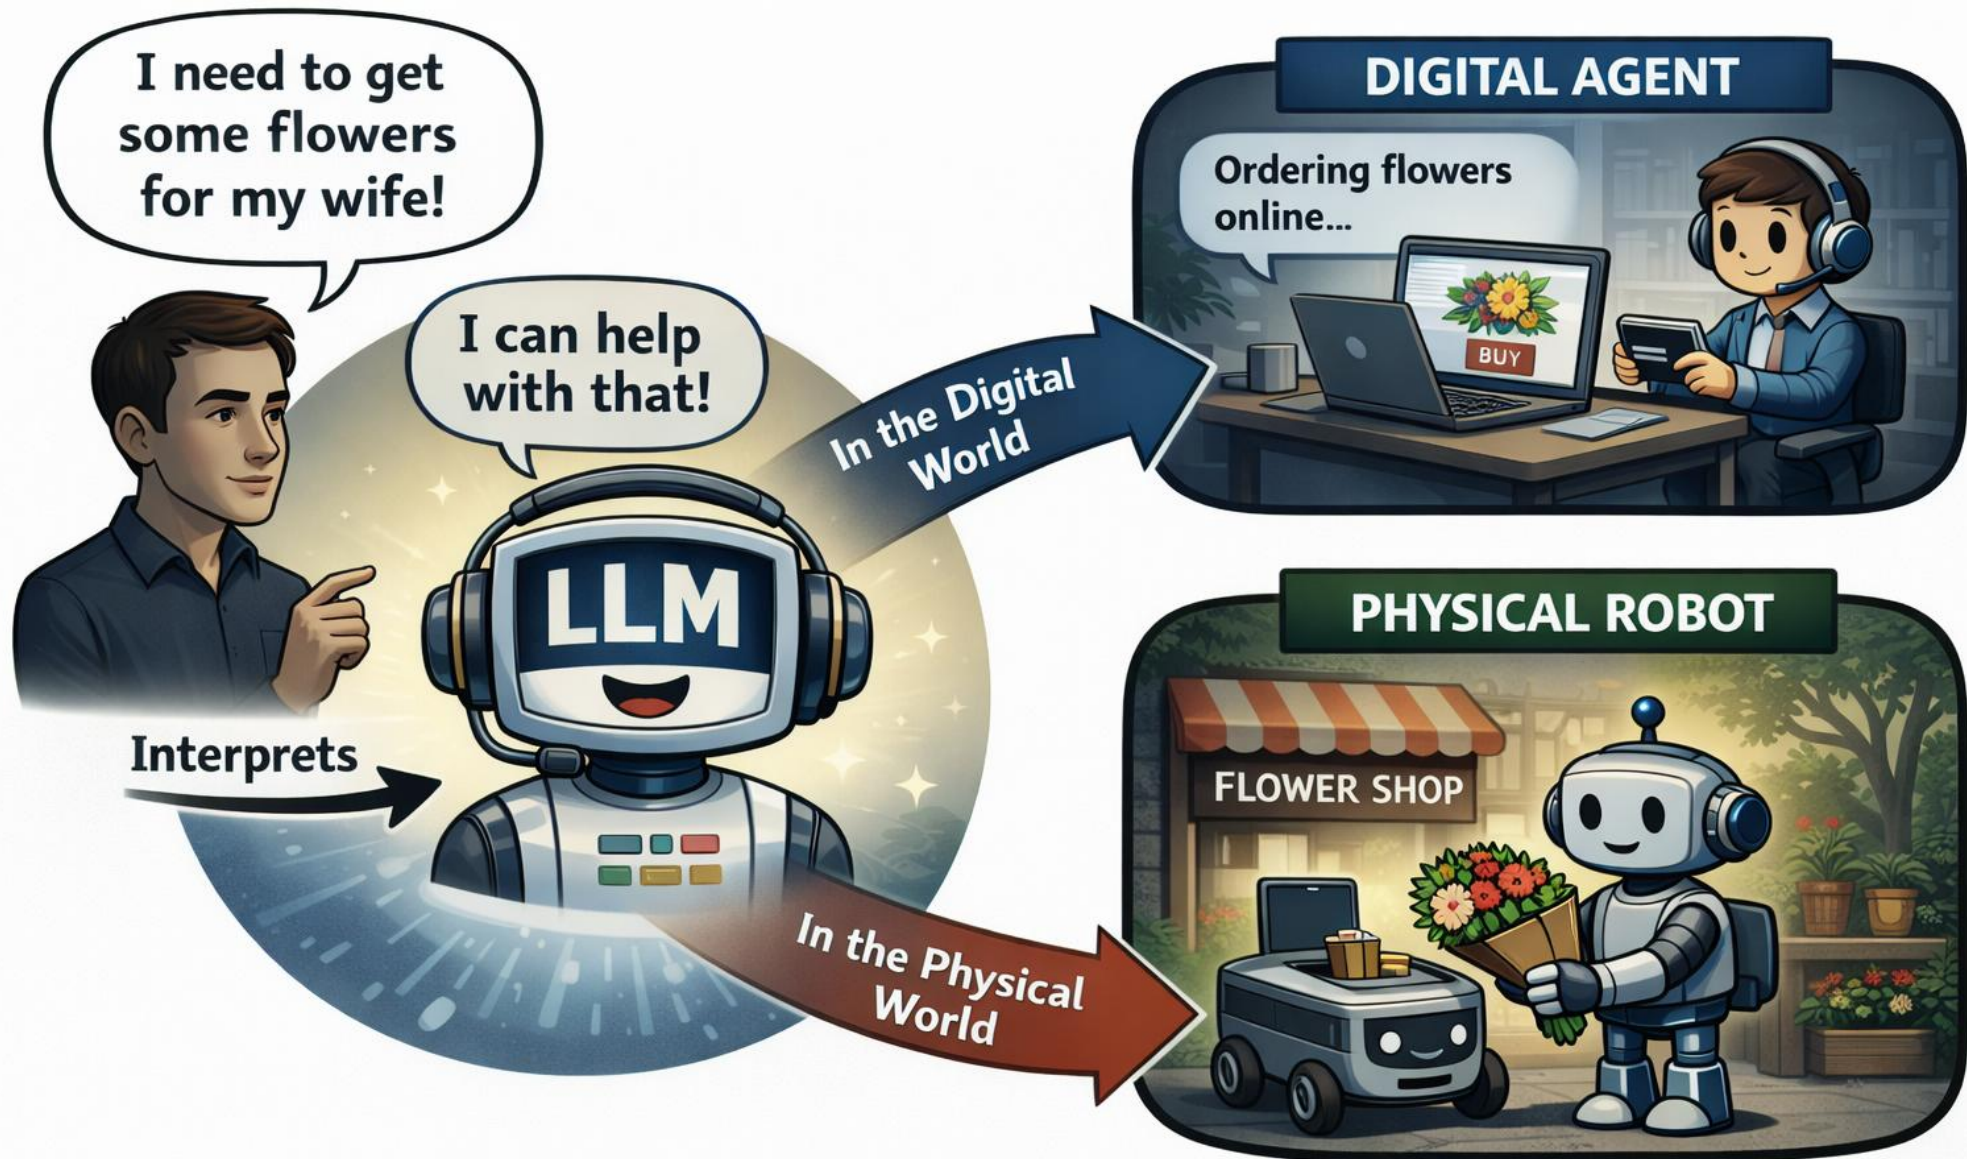 I need to get
some flowers
for my wife!
I can help
with that!
LLM
Interprets
In the Digital
World
DIGITAL AGENT
Ordering flowers
online...
BUY
In the Physical
World
PHYSICAL ROBOT
FLOWER SHOP